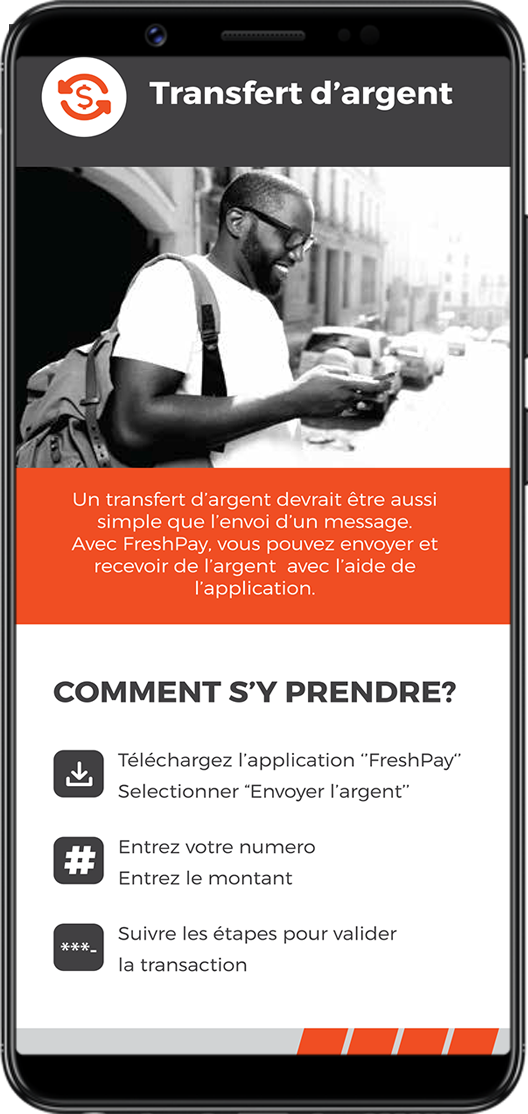 Transfert d'argent
Un transfert d'argent devrait être aussi
simple que l'envoi d'un message.
Avec FreshPay, vous pouvez envoyer et
recevoir de l'argent avec l'aide de
l'application.
COMMENT S'Y PRENDRE?
Téléchargez l'application ‘’FreshPay‘’
Selectionner “Envoyer l'argent’’
#
Entrez votre numero
Entrez le montant
***-
Suivre les étapes pour valider
la transaction